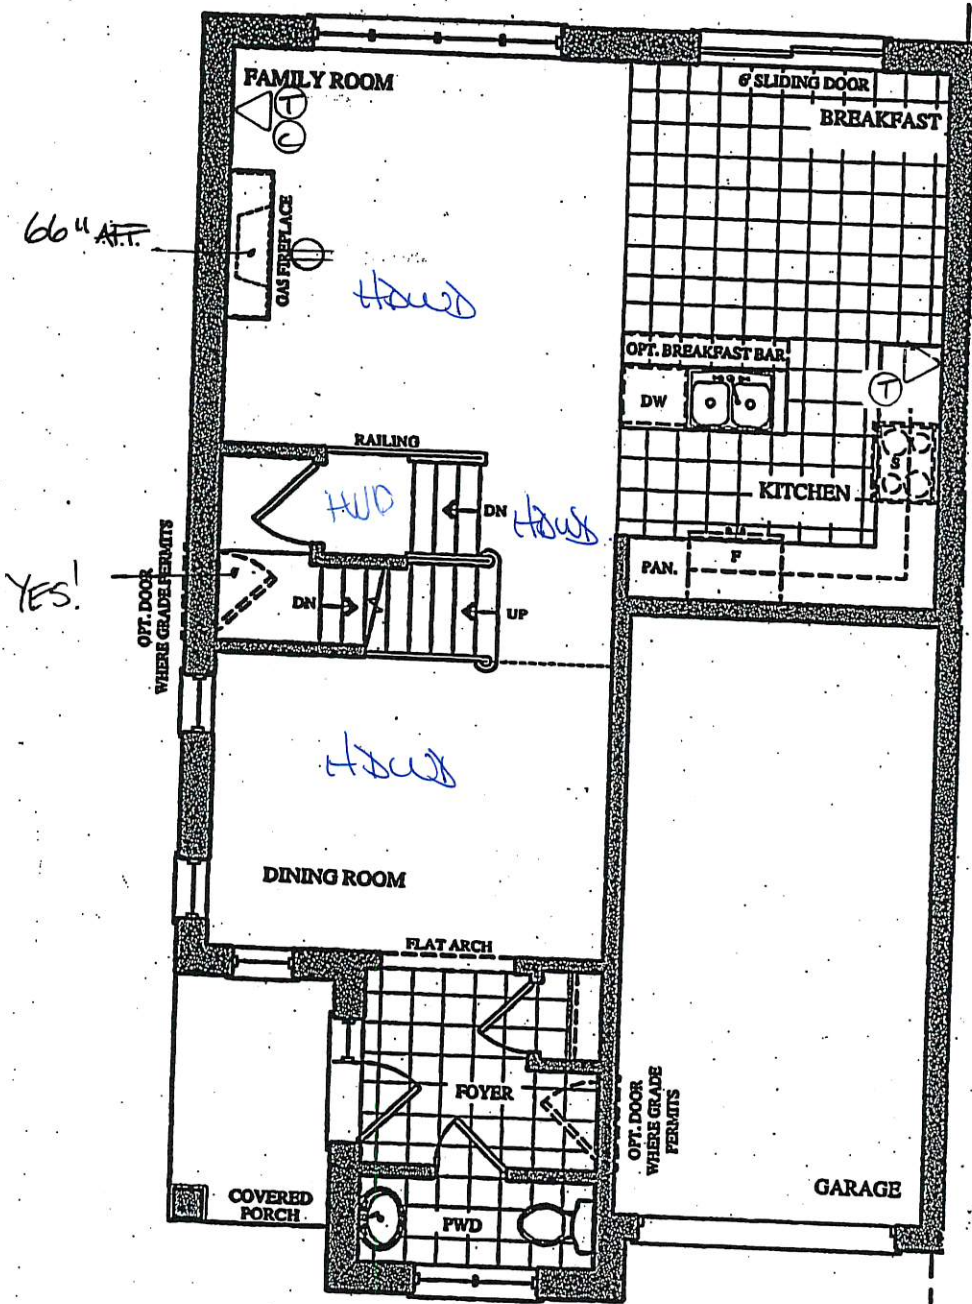 FAMILY ROOM
T
C
6' SLIDING DOOR
BREAKFAST
66" A.F.F.
GAS FIREPLACE
HDWD
OPT. BREAKFAST BAR
DW
T
S
KITCHEN
RAILING
HWD
DN
HDWD
PAN.
F
YES!
OPT. DOOR
WHERE GRADE PERMITS
DN
UP
HDWD
DINING ROOM
FLAT ARCH
FOYER
OPT. DOOR
WHERE GRADE
PERMITS
COVERED
PORCH
PWD
GARAGE